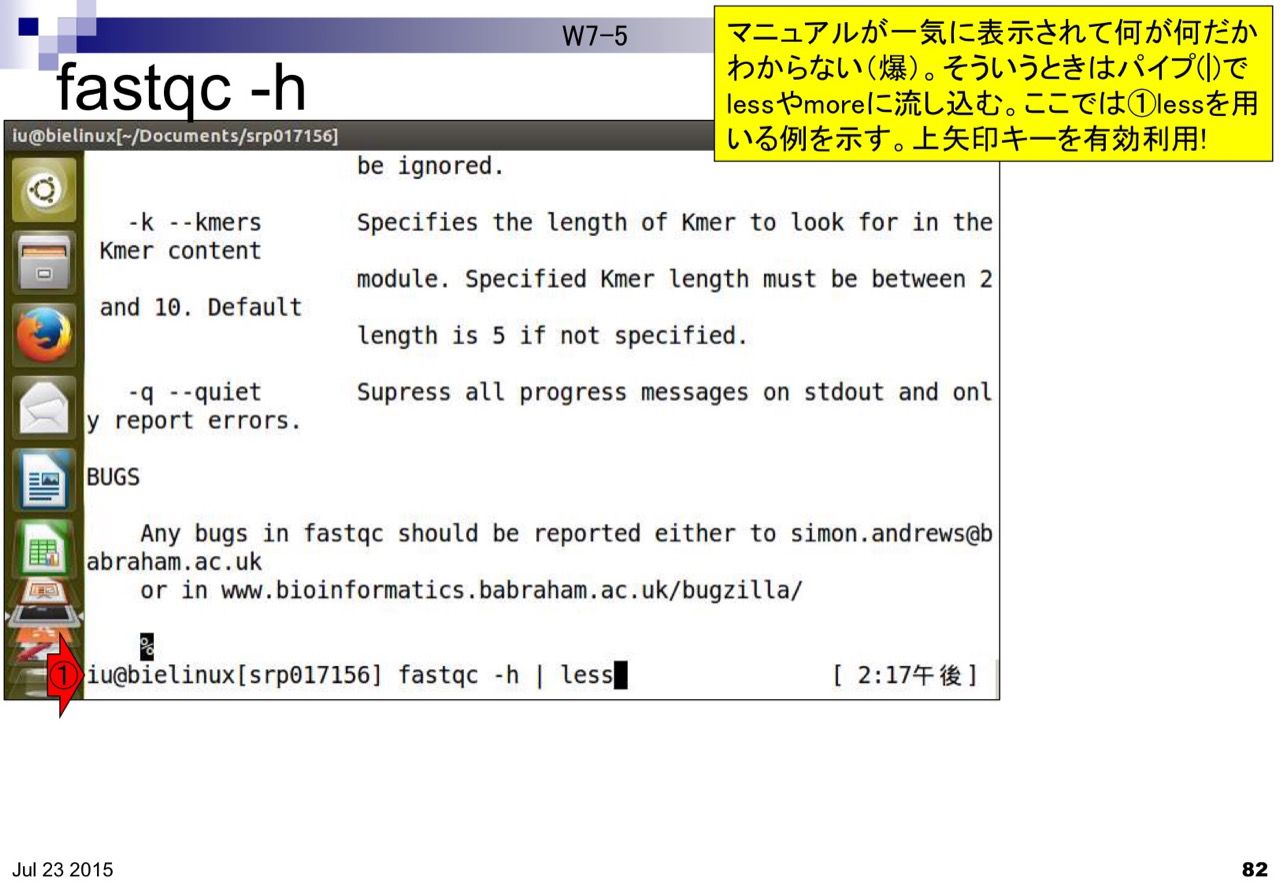 W7-5
マニュアルが一気に表示されて何が何だか
わからない(爆)。そういうときはパイプ(|)で
lessやmoreに流し込む。ここでは①lessを用
いる例を示す。上矢印キーを有効利用!
fastqc -h
iu@bielinux[~/Documents/srp017156]
be ignored.
-k --kmers Specifies the length of Kmer to look for in the
Kmer content
module. Specified Kmer length must be between 2
and 10. Default
length is 5 if not specified.
-q --quiet Supress all progress messages on stdout and onl
y report errors.
BUGS
Any bugs in fastqc should be reported either to simon.andrews@b
abraham.ac.uk
or in www.bioinformatics.babraham.ac.uk/bugzilla/
%
① iu@bielinux[srp017156] fastqc -h | less [ 2:17午後]
Jul 23 2015
82